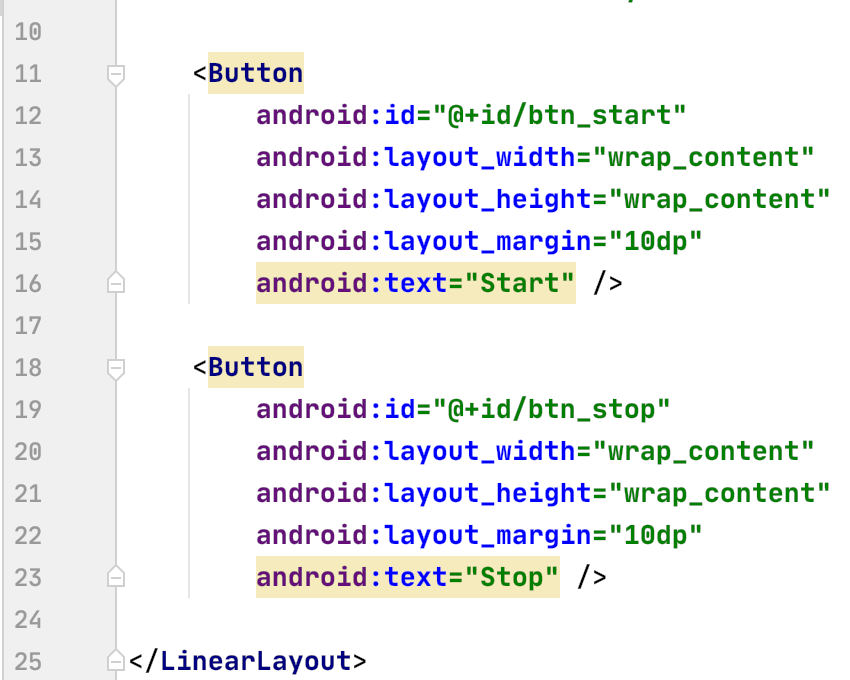 10
11 <Button
12 android:id="@+id/btn_start"
13 android:layout_width="wrap_content"
14 android:layout_height="wrap_content"
15 android:layout_margin="10dp"
16 android:text="Start" />
17
18 <Button
19 android:id="@+id/btn_stop"
20 android:layout_width="wrap_content"
21 android:layout_height="wrap_content"
22 android:layout_margin="10dp"
23 android:text="Stop" />
24
25 </LinearLayout>